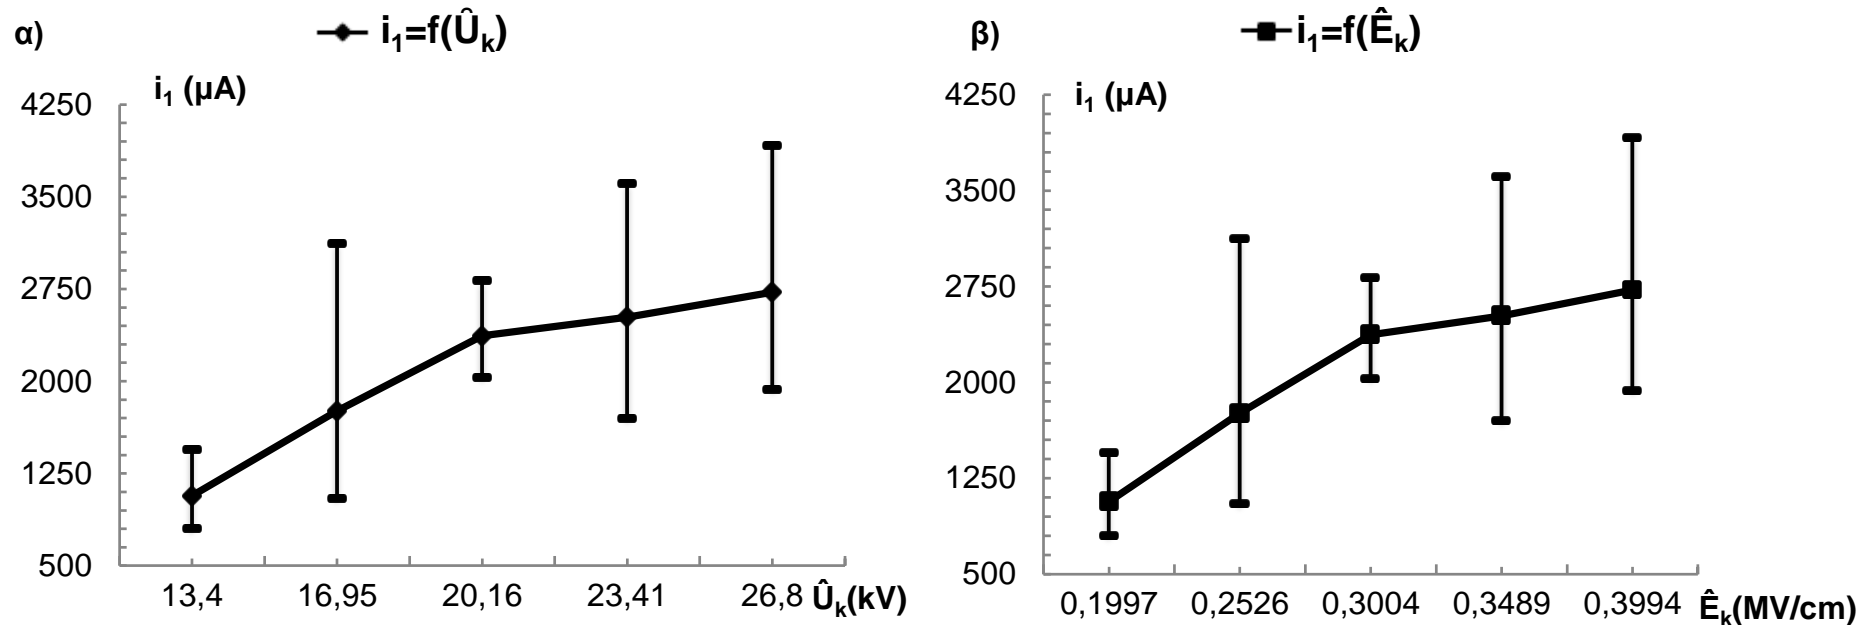 α)
i₁=f(Ûₖ)
i₁ (μA)
4250
3500
2750
2000
1250
500
13,4 16,95 20,16 23,41 26,8 Ûₖ(kV)
β)
i₁=f(Êₖ)
i₁ (μA)
4250
3500
2750
2000
1250
500
0,1997 0,2526 0,3004 0,3489 0,3994 Êₖ(MV/cm)